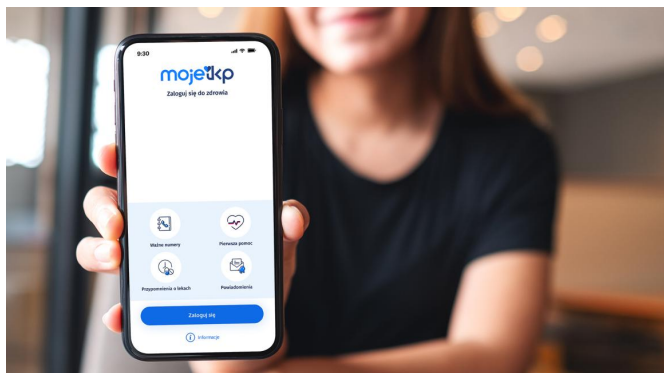 9:30
mojeikp
Zaloguj się do zdrowia
Ważne numery
Pierwsza pomoc
Przypomnienia o lekach
Powiadomienia
Zaloguj się
i Informacje